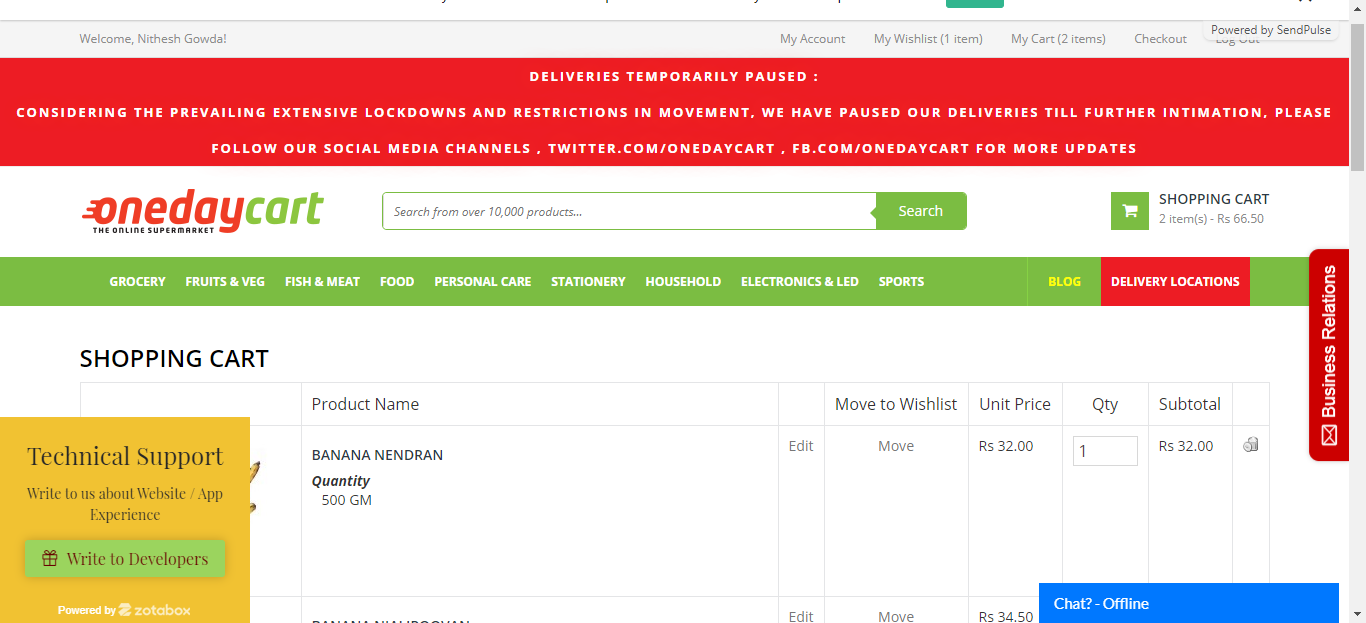 Powered by SendPulse
Welcome, Nithesh Gowda!
My Account My Wishlist (1 item) My Cart (2 items) Checkout
DELIVERIES TEMPORARILY PAUSED :
CONSIDERING THE PREVAILING EXTENSIVE LOCKDOWNS AND RESTRICTIONS IN MOVEMENT, WE HAVE PAUSED OUR DELIVERIES TILL FURTHER INTIMATION, PLEASE
FOLLOW OUR SOCIAL MEDIA CHANNELS , TWITTER.COM/ONEDAYCART , FB.COM/ONEDAYCART FOR MORE UPDATES
onedaycart
THE ONLINE SUPERMARKET
Search from over 10,000 products...
Search
SHOPPING CART
2 item(s) - Rs 66.50
GROCERY FRUITS & VEG FISH & MEAT FOOD PERSONAL CARE STATIONERY HOUSEHOLD ELECTRONICS & LED SPORTS BLOG DELIVERY LOCATIONS
Business Relations
SHOPPING CART
Product Name Move to Wishlist Unit Price Qty Subtotal
BANANA NENDRAN Edit Move Rs 32.00 1 Rs 32.00
Quantity
500 GM
Technical Support
Write to us about Website / App
Experience
Write to Developers
Powered by zotabox
Edit Move Rs 34.50
Chat? - Offline